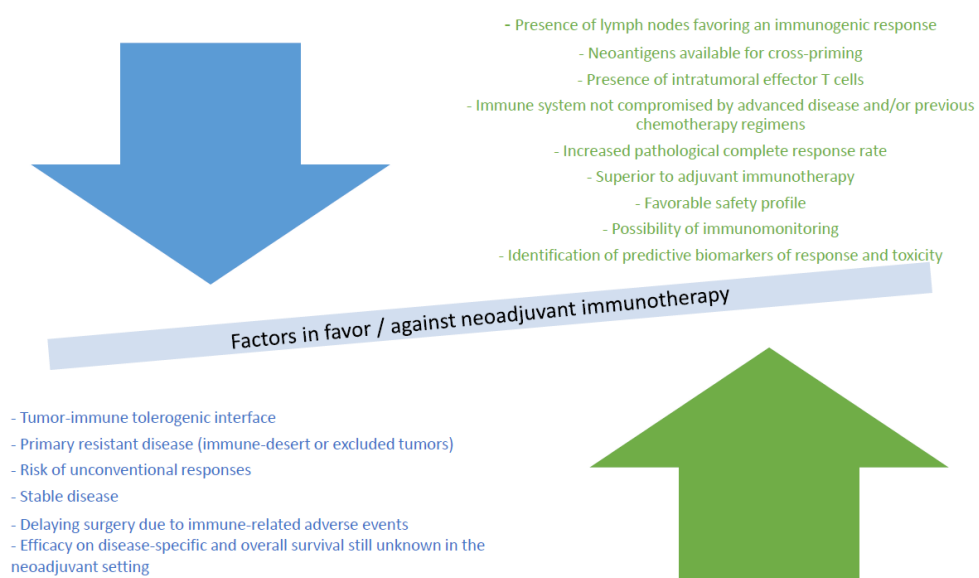 - Presence of lymph nodes favoring an immunogenic response
- Neoantigens available for cross-priming
- Presence of intratumoral effector T cells
- Immune system not compromised by advanced disease and/or previous
chemotherapy regimens
- Increased pathological complete response rate
- Superior to adjuvant immunotherapy
- Favorable safety profile
- Possibility of immunomonitoring
- Identification of predictive biomarkers of response and toxicity
Factors in favor / against neoadjuvant immunotherapy
- Tumor-immune tolerogenic interface
- Primary resistant disease (immune-desert or excluded tumors)
- Risk of unconventional responses
- Stable disease
- Delaying surgery due to immune-related adverse events
- Efficacy on disease-specific and overall survival still unknown in the
neoadjuvant setting